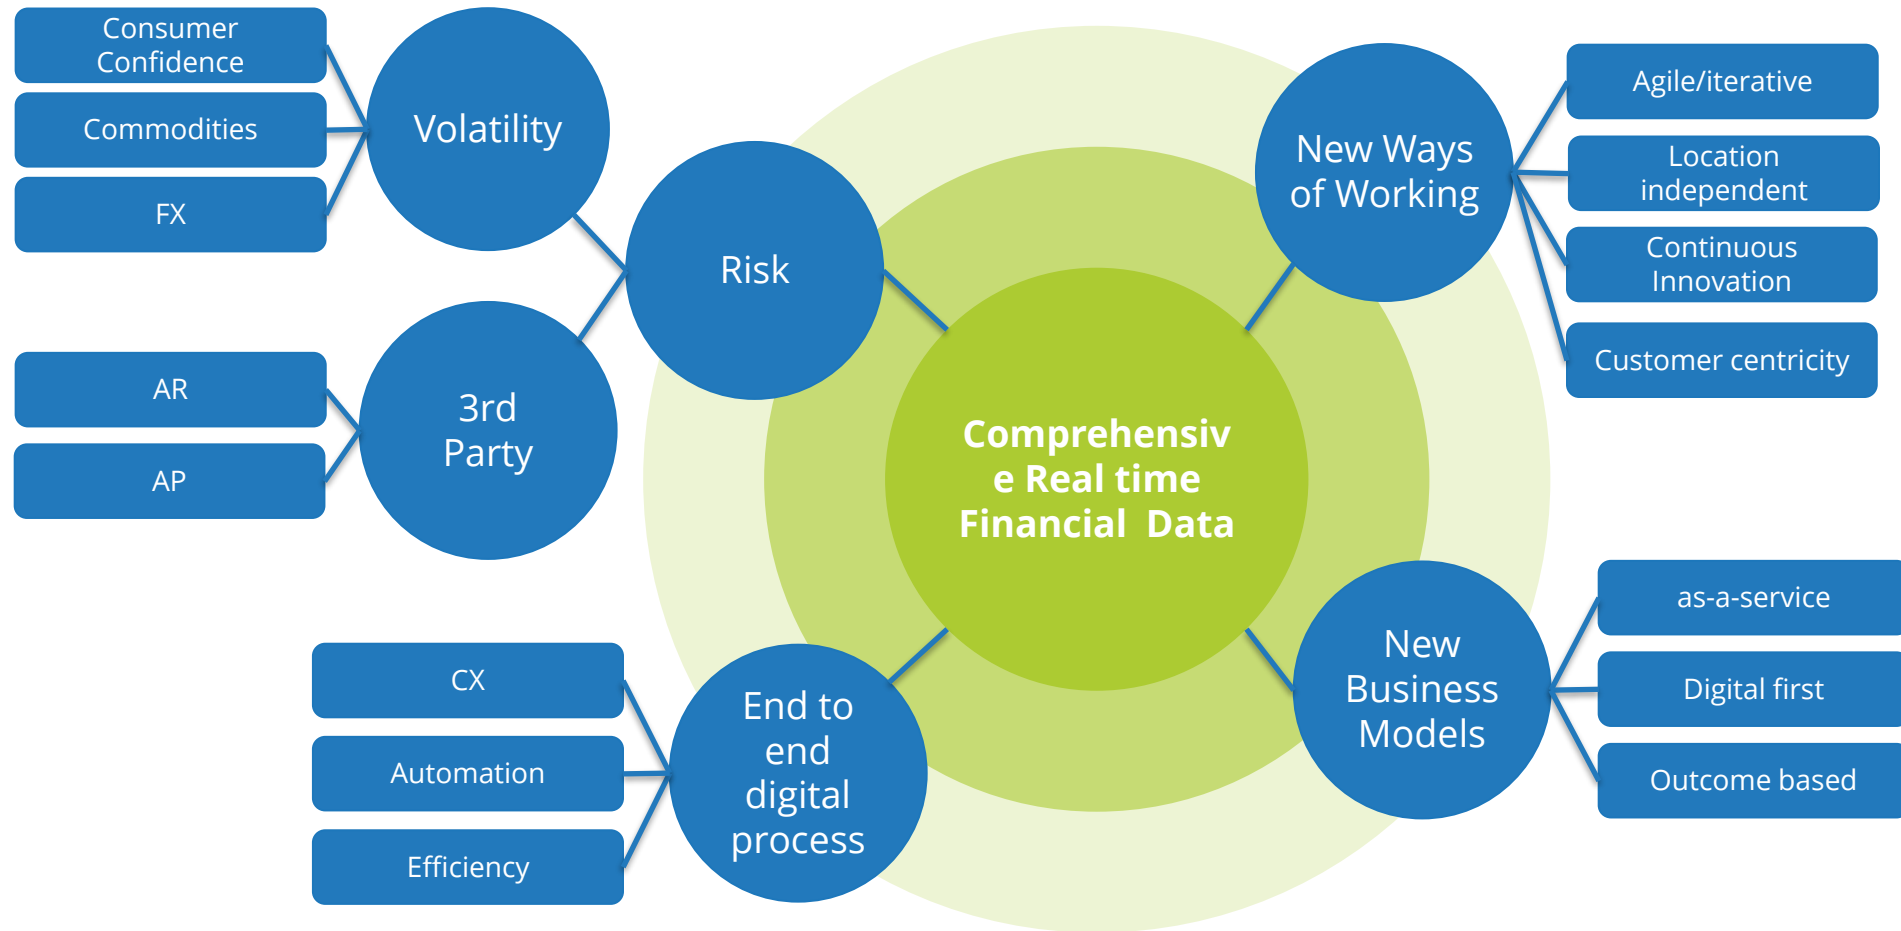 Consumer
Confidence
Commodities
FX
Volatility
Risk
AR
AP
3rd
Party
CX
Automation
Efficiency
End to
end
digital
process
Comprehensiv
e Real time
Financial  Data
New Ways
of Working
Agile/iterative
Location
independent
Continuous
Innovation
Customer centricity
New
Business
Models
as-a-service
Digital first
Outcome based